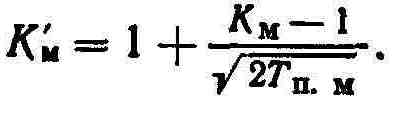 K′м = 1 + (Kм − 1) / √(2Tп. м).